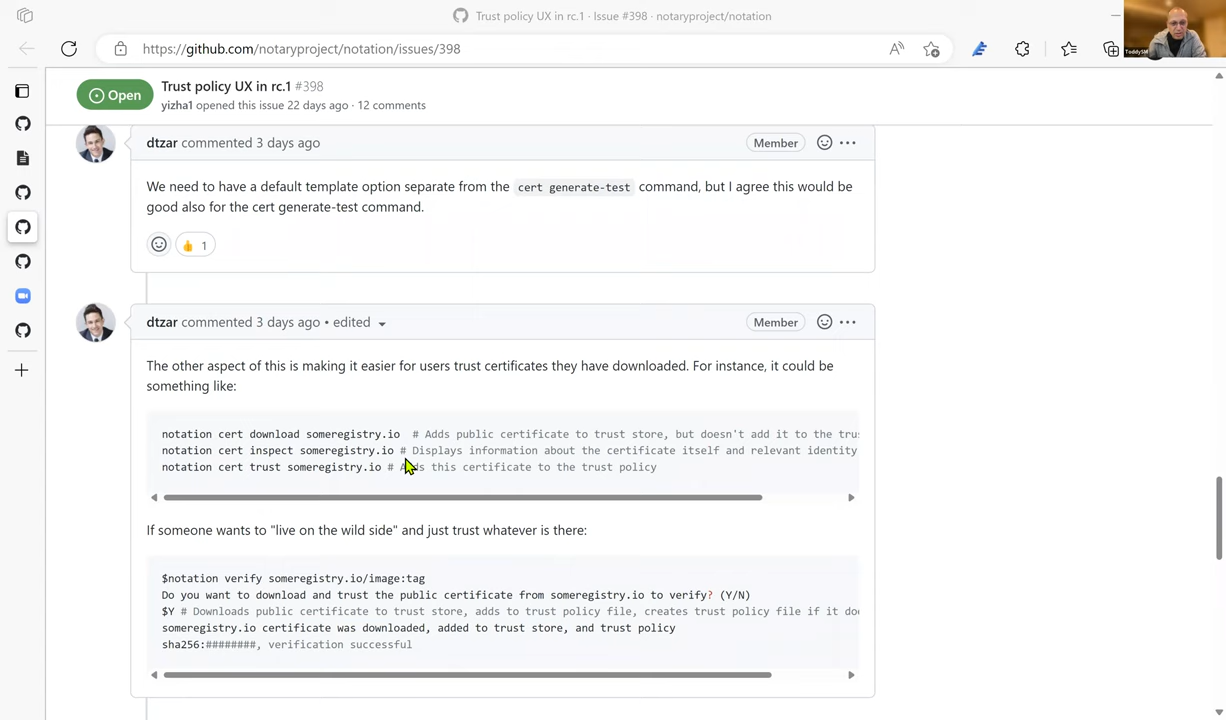 Trust policy UX in rc.1 · Issue #398 · notaryproject/notation
https://github.com/notaryproject/notation/issues/398
ToddySM
Open
Trust policy UX in rc.1 #398
yizha1 opened this issue 22 days ago · 12 comments
dtzar commented 3 days ago
Member
We need to have a default template option separate from the cert generate-test command, but I agree this would be
good also for the cert generate-test command.
👍 1
dtzar commented 3 days ago • edited
Member
The other aspect of this is making it easier for users trust certificates they have downloaded. For instance, it could be
something like:
notation cert download someregistry.io # Adds public certificate to trust store, but doesn't add it to the tru
notation cert inspect someregistry.io # Displays information about the certificate itself and relevant identity
notation cert trust someregistry.io # this certificate to the trust policy
If someone wants to "live on the wild side" and just trust whatever is there:
$notation verify someregistry.io/image:tag
Do you want to download and trust the public certificate from someregistry.io to verify? (Y/N)
$Y # Downloads public certificate to trust store, adds to trust policy file, creates trust policy file if it do
someregistry.io certificate was downloaded, added to trust store, and trust policy
sha256:########, verification successful